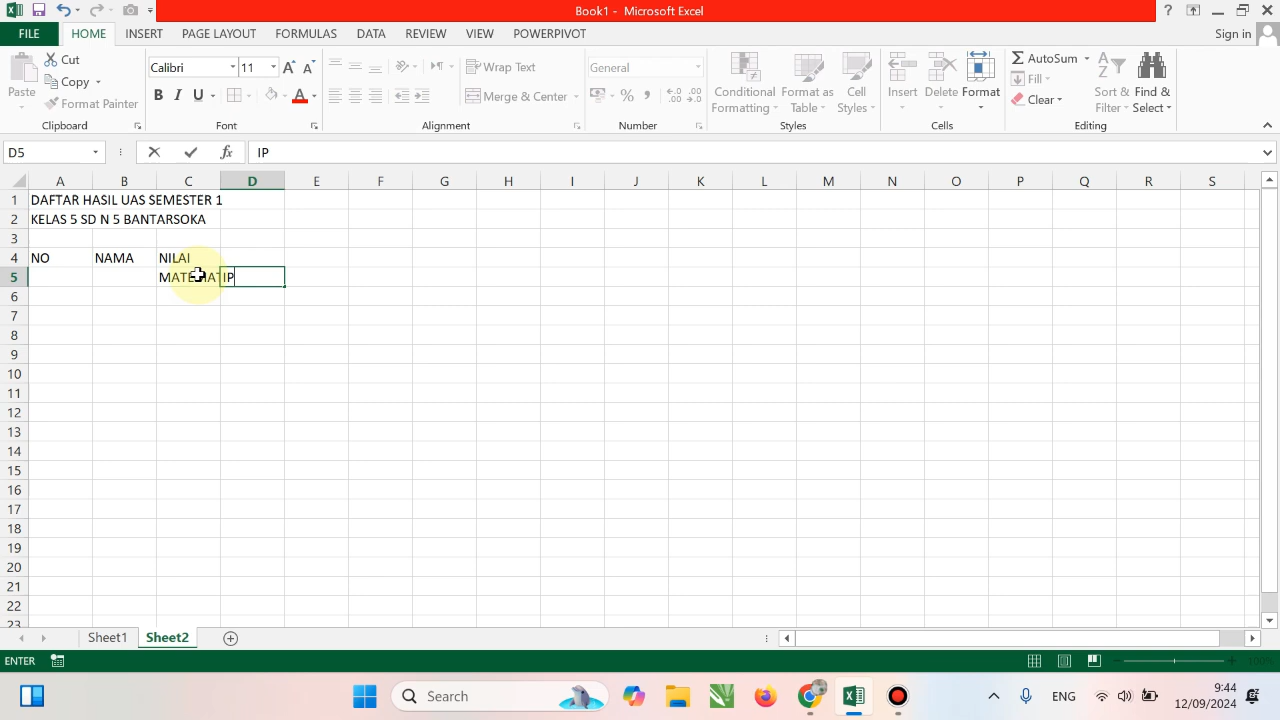 Book1 - Microsoft Excel
FILE HOME INSERT PAGE LAYOUT FORMULAS DATA REVIEW VIEW POWERPIVOT Sign in
Paste Cut Copy Format Painter Clipboard
Calibri 11 B I U A Font
Wrap Text Merge & Center Alignment
General % Number
Conditional Formatting Format as Table Cell Styles Styles
Insert Delete Format Cells
AutoSum Fill Clear Sort & Filter Find & Select Editing
D5 fx IP
A B C D E F G H I J K L M N O P Q R S
1 DAFTAR HASIL UAS SEMESTER 1
2 KELAS 5 SD N 5 BANTARSOKA
3
4 NO NAMA NILAI
5 MATEMATIP
6
7
8
9
10
11
12
13
14
15
16
17
18
19
20
21
22
23
Sheet1 Sheet2
ENTER 100%
Search ENG 9:44
12/09/2024